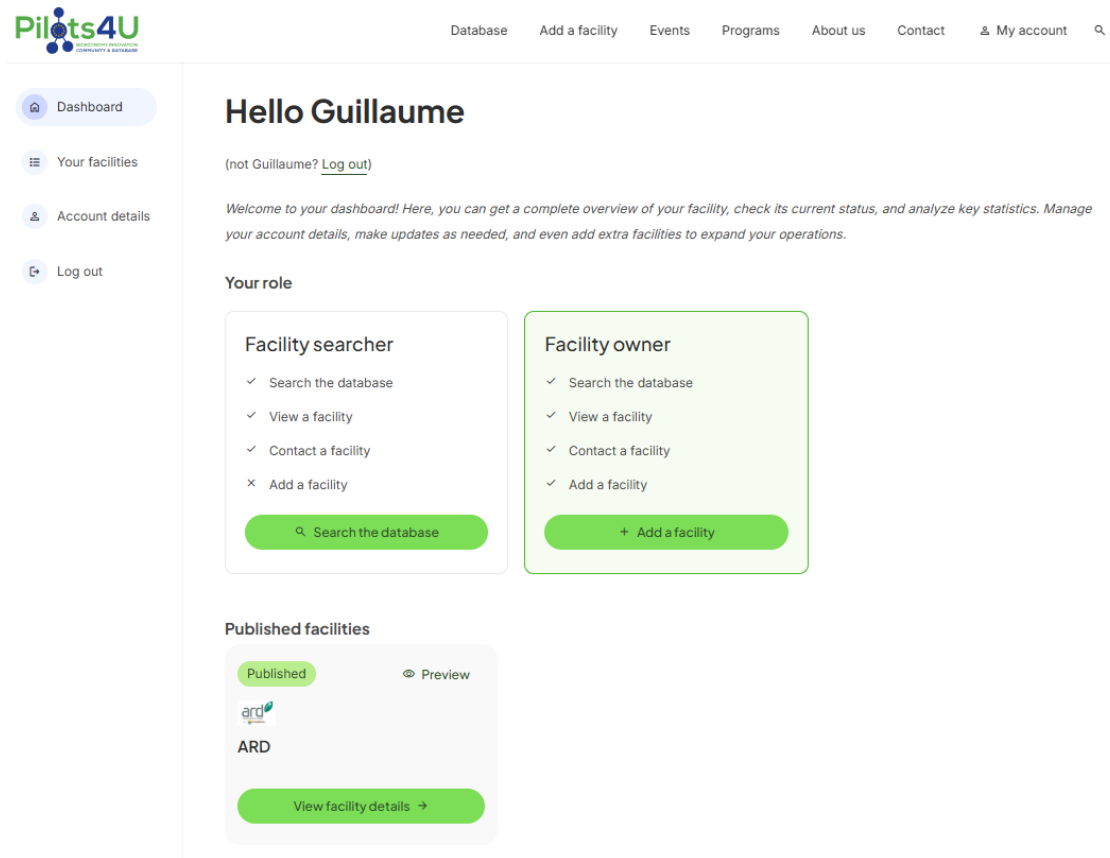 Pilots4U
BIOECONOMY INNOVATION
COMMUNITY & DATABASE
Database
Add a facility
Events
Programs
About us
Contact
My account
Dashboard
Your facilities
Account details
Log out
Hello Guillaume
(not Guillaume? Log out)
Welcome to your dashboard! Here, you can get a complete overview of your facility, check its current status, and analyze key statistics. Manage
your account details, make updates as needed, and even add extra facilities to expand your operations.
Your role
Facility searcher
Search the database
View a facility
Contact a facility
Add a facility
Search the database
Facility owner
Search the database
View a facility
Contact a facility
Add a facility
Add a facility
Published facilities
Published
Preview
ard
ARD
View facility details